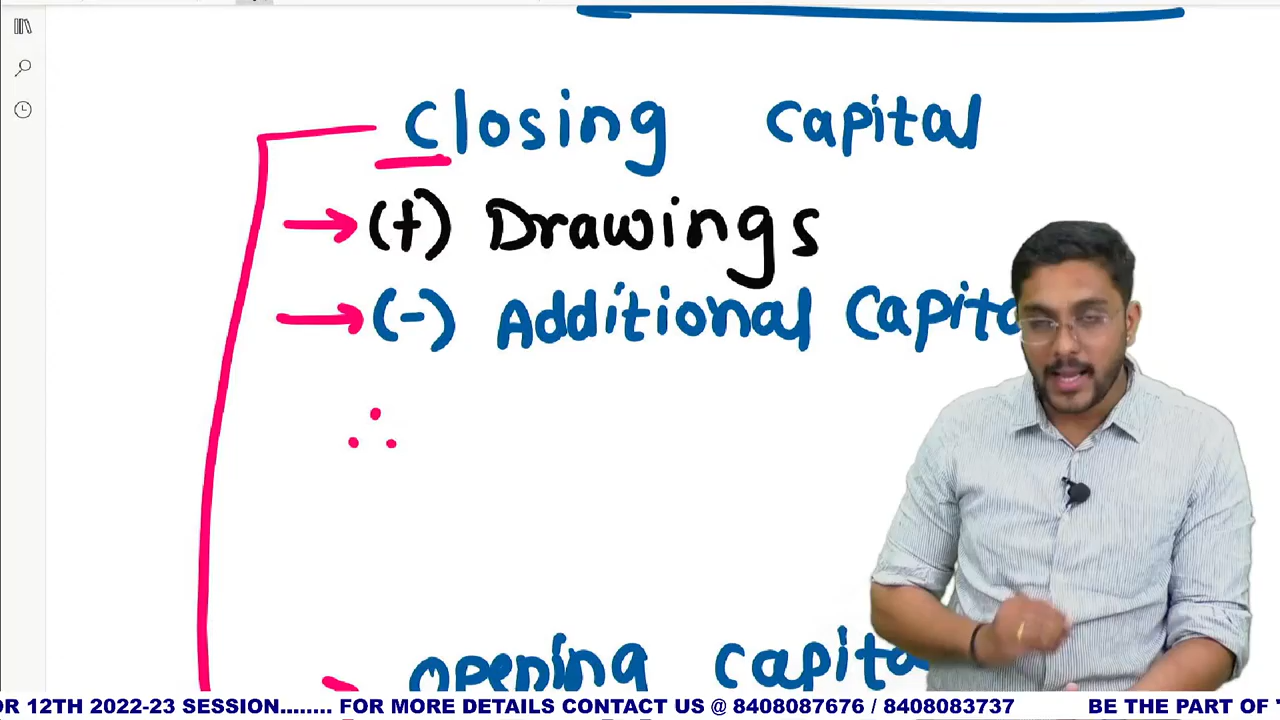 Closing Capital
→ (+) Drawings
→ (-) Additional Capita
∴
opening capita
OR 12TH 2022-23 SESSION........ FOR MORE DETAILS CONTACT US @ 8408087676 / 8408083737 BE THE PART OF